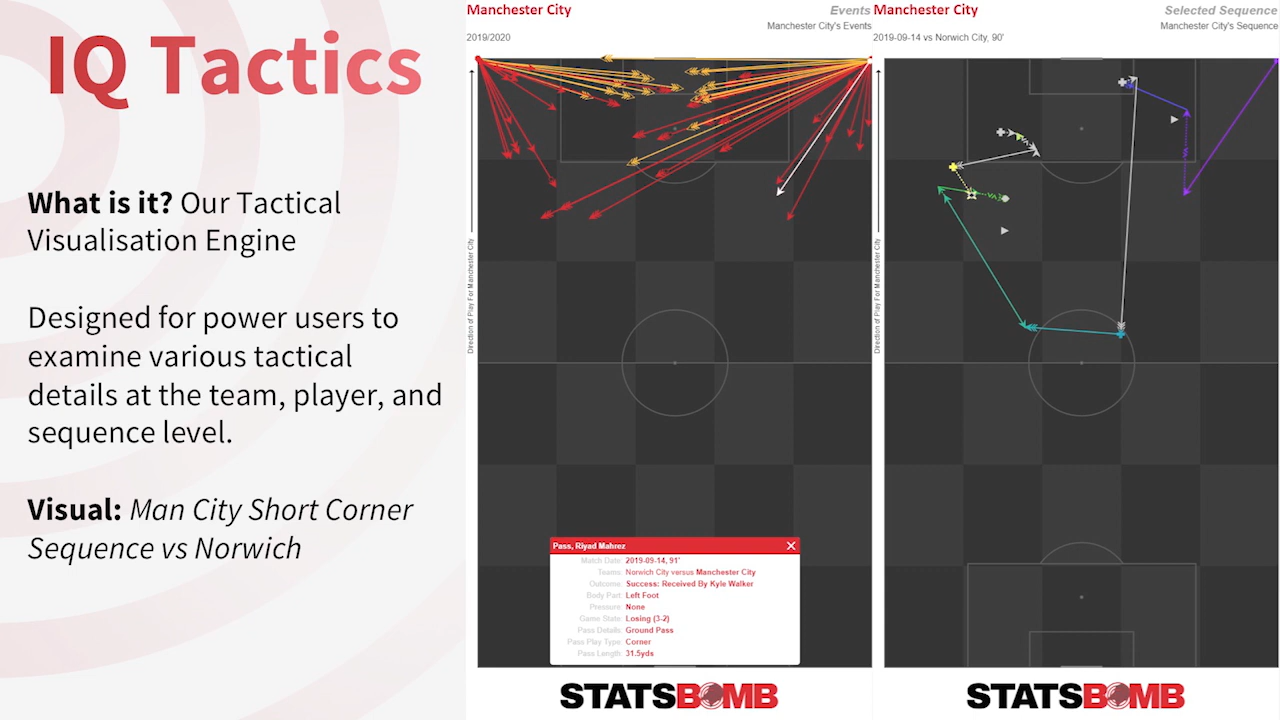 IQ Tactics
What is it? Our Tactical
Visualisation Engine
Designed for power users to
examine various tactical
details at the team, player, and
sequence level.
Visual: Man City Short Corner
Sequence vs Norwich
Manchester City
Events
Manchester City's Events
2019/2020
Direction of Play For Manchester City
Pass, Riyad Mahrez
Match Date: 2019-09-14, 91'
Teams: Norwich City versus Manchester City
Outcome: Success: Received By Kyle Walker
Body Part: Left Foot
Pressure: None
Game State: Losing (3-2)
Pass Details: Ground Pass
Pass Play Type: Corner
Pass Length: 31.5yds
STATSBOMB
Manchester City
Selected Sequence
Manchester City's Sequence
2019-09-14 vs Norwich City, 90'
Direction of Play For Manchester City
STATSBOMB